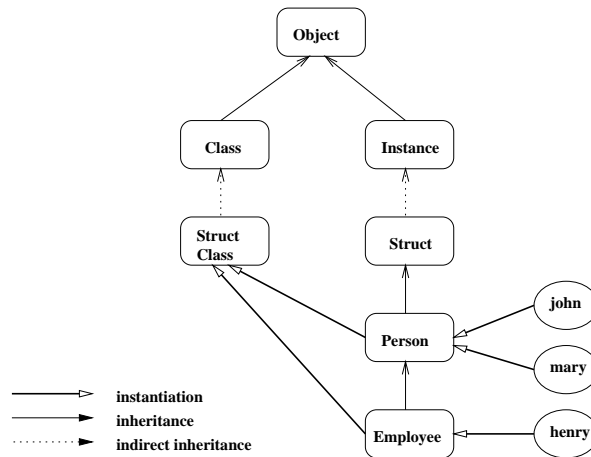 Object
Class
Instance
Struct
Class
Struct
john
Person
mary
instantiation
inheritance
Employee
henry
indirect inheritance